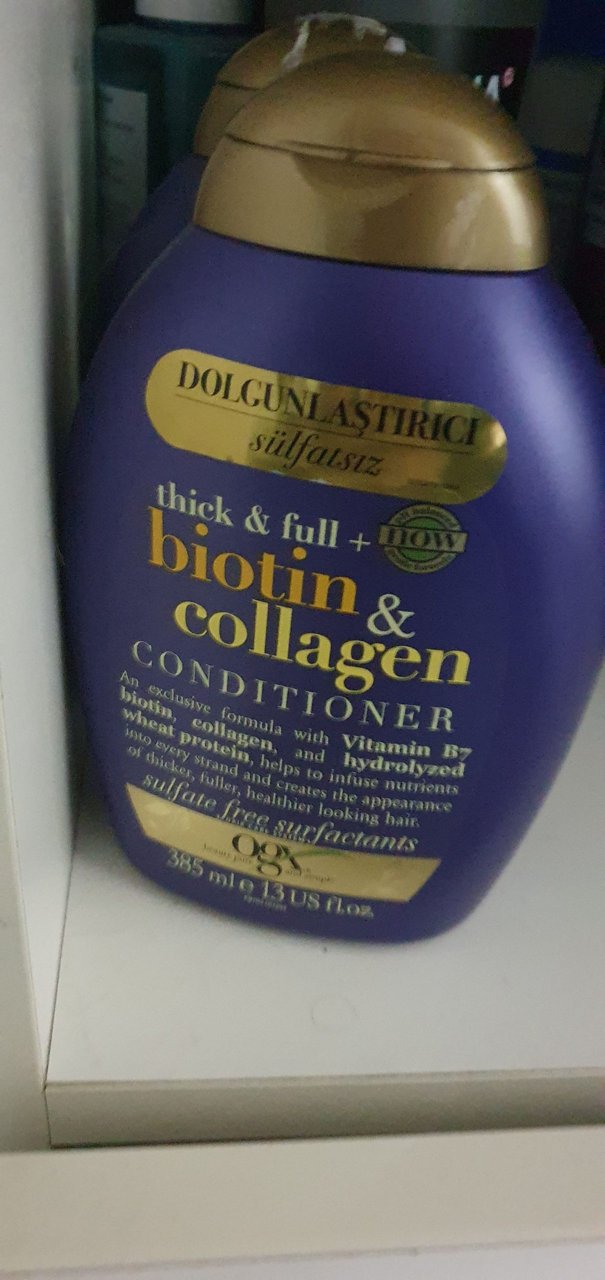 DOLGUNLAŞTIRICI
sülfatsız
thick & full +
now
biotin &
collagen
CONDITIONER
An exclusive formula with Vitamin B7
biotin, collagen, and hydrolyzed
wheat protein, helps to infuse nutrients
into every strand and creates the appearance
of thicker, fuller, healthier looking hair.
sulfate free surfactants
ogx
385 ml e 13 US fl.oz